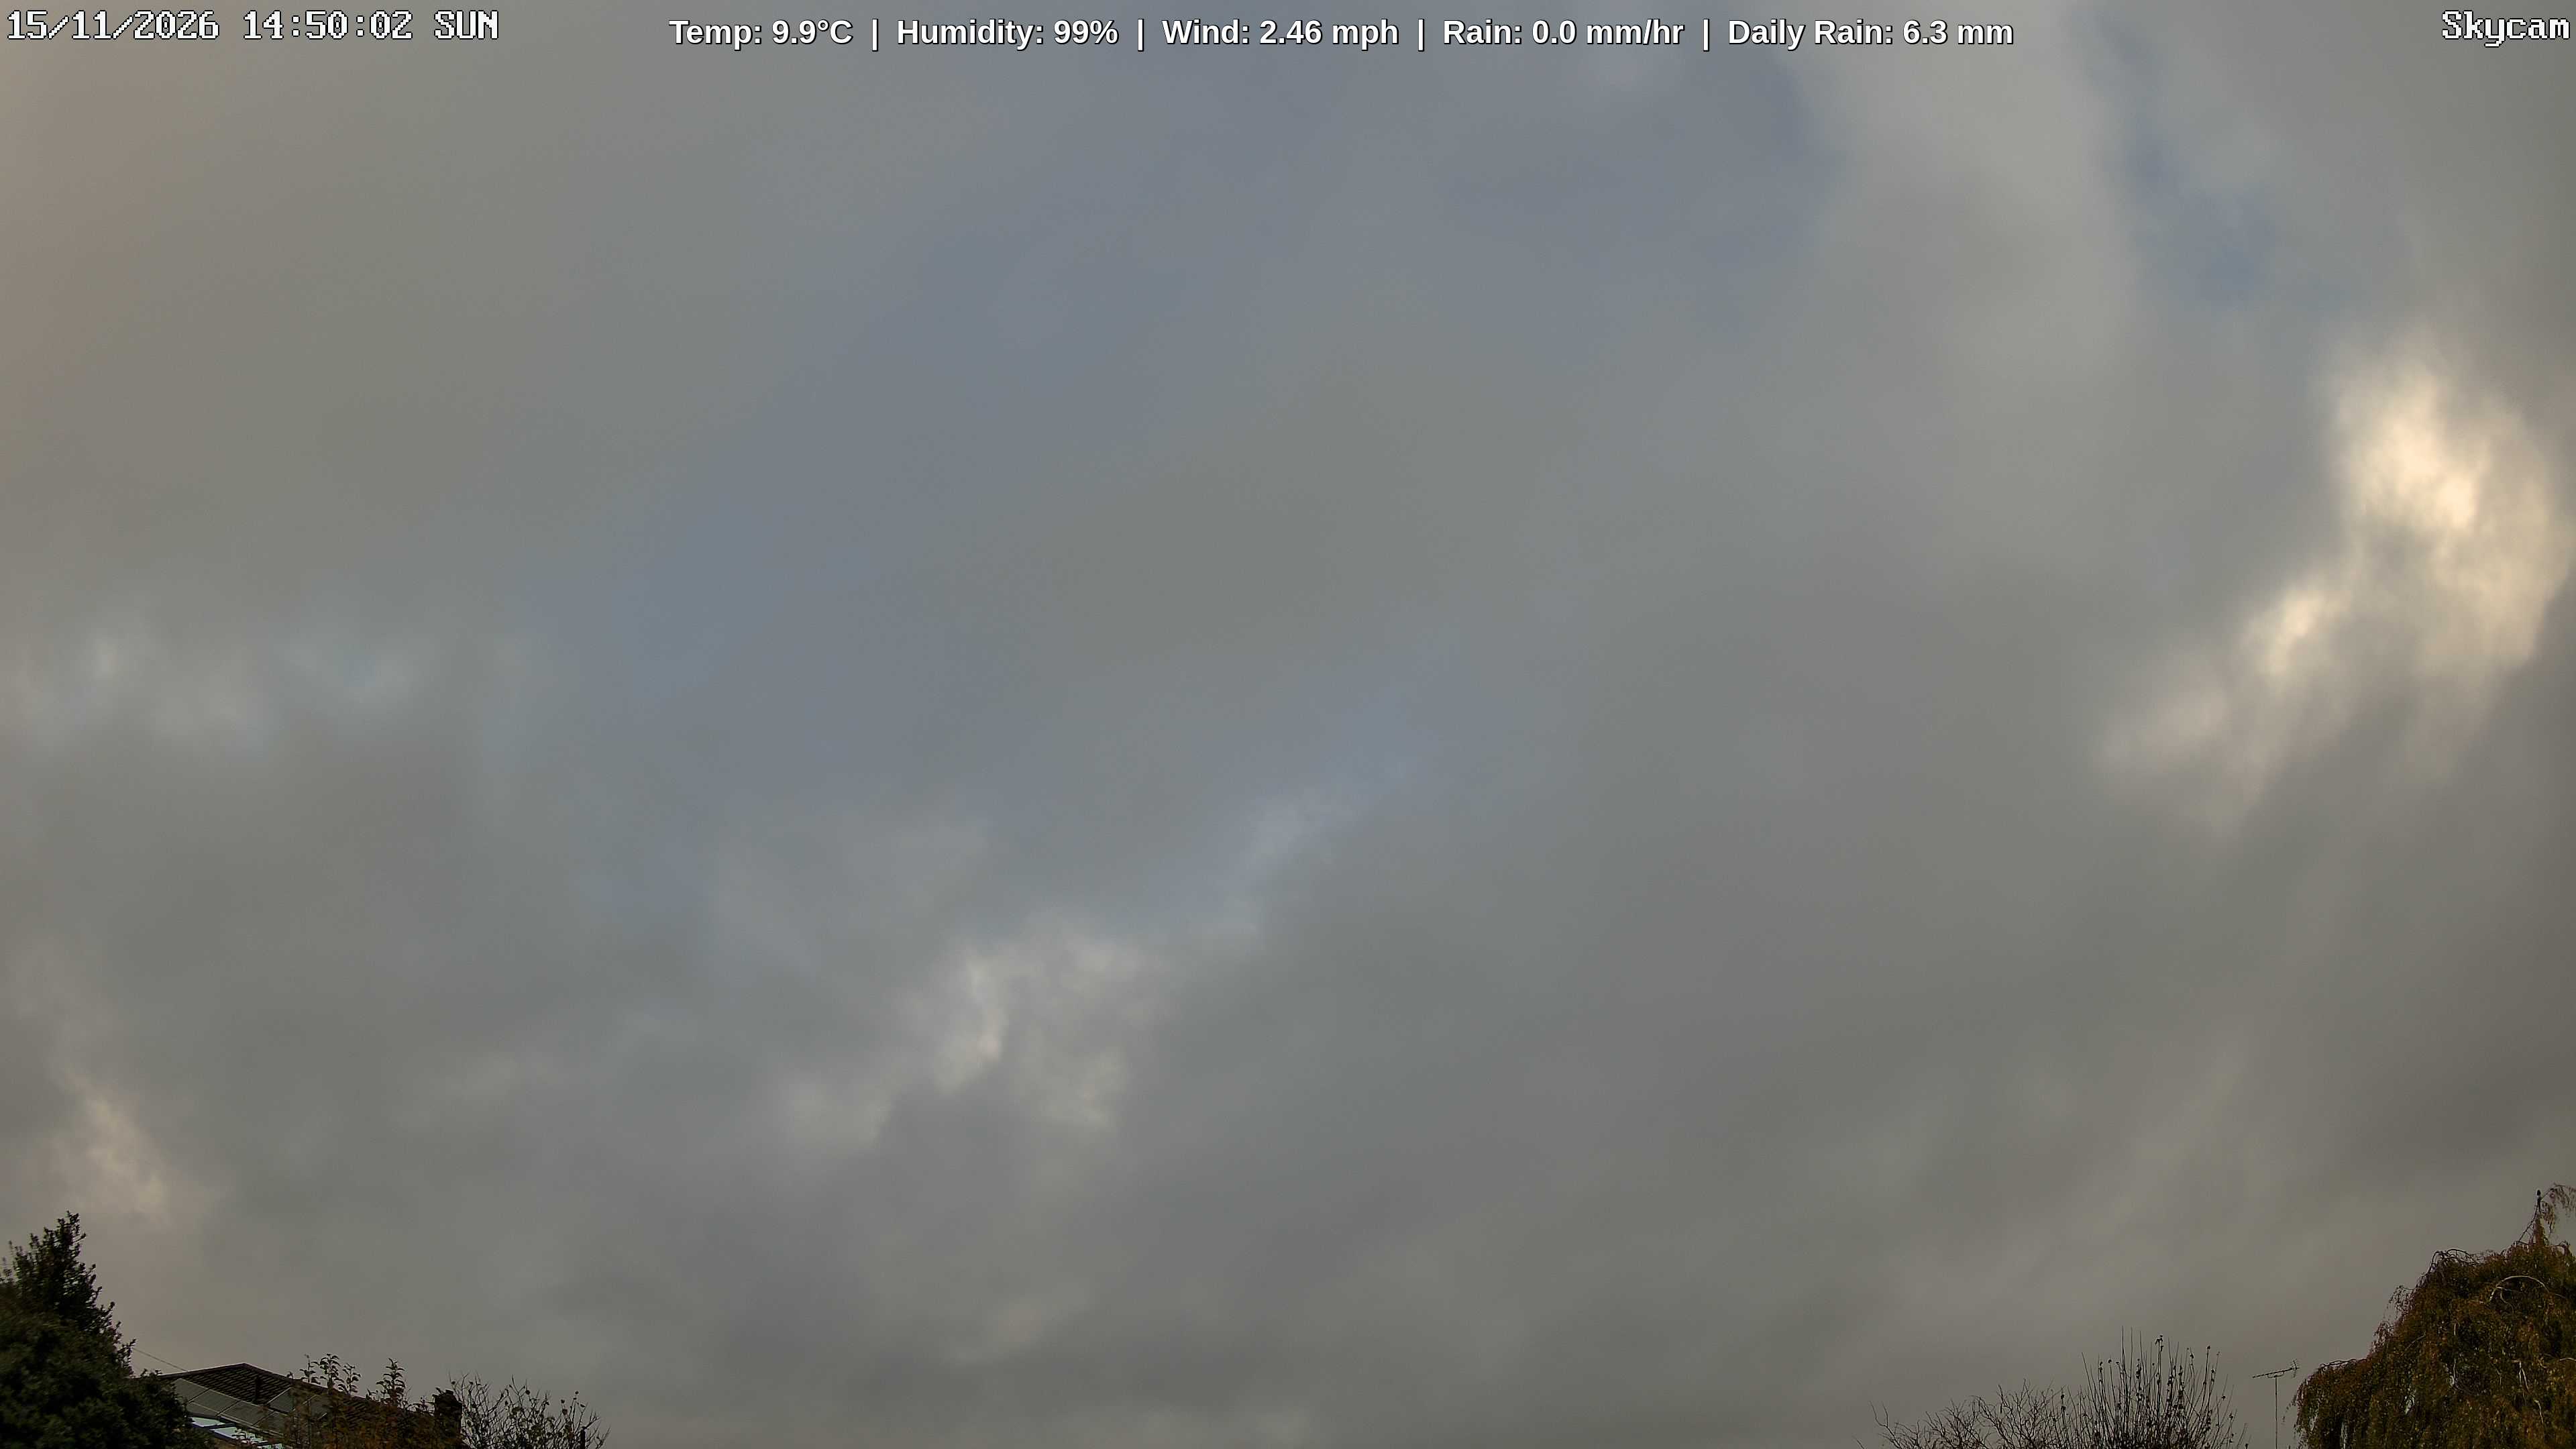 15/11/2026 14:50:02 SUN
Temp: 9.9°C | Humidity: 99% | Wind: 2.46 mph | Rain: 0.0 mm/hr | Daily Rain: 6.3 mm
Skycam